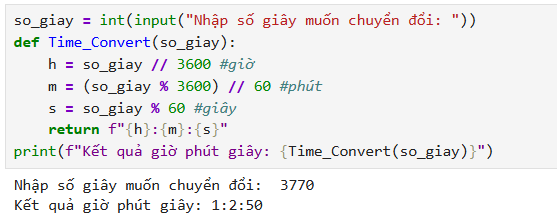 so_giay = int(input("Nhập số giây muốn chuyển đổi: "))
def Time_Convert(so_giay):
    h = so_giay // 3600 #giờ
    m = (so_giay % 3600) // 60 #phút
    s = so_giay % 60 #giây
    return f"{h}:{m}:{s}"
print(f"Kết quả giờ phút giây: {Time_Convert(so_giay)}")
Nhập số giây muốn chuyển đổi:  3770
Kết quả giờ phút giây: 1:2:50